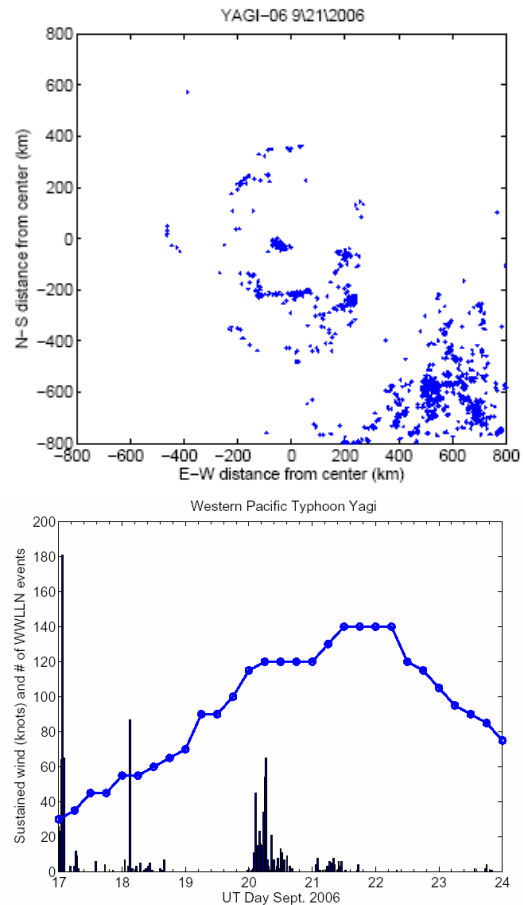 YAGI−06 9\21\2006
800
600
400
200
0
−200
−400
−600
−800
N−S distance from center (km)
−800 −600 −400 −200 0 200 400 600 800
E−W distance from center (km)
Western Pacific Typhoon Yagi
200
180
160
140
120
100
80
60
40
20
0
Sustained wind (knots) and # of WWLLN events
17 18 19 20 21 22 23 24
UT Day Sept. 2006